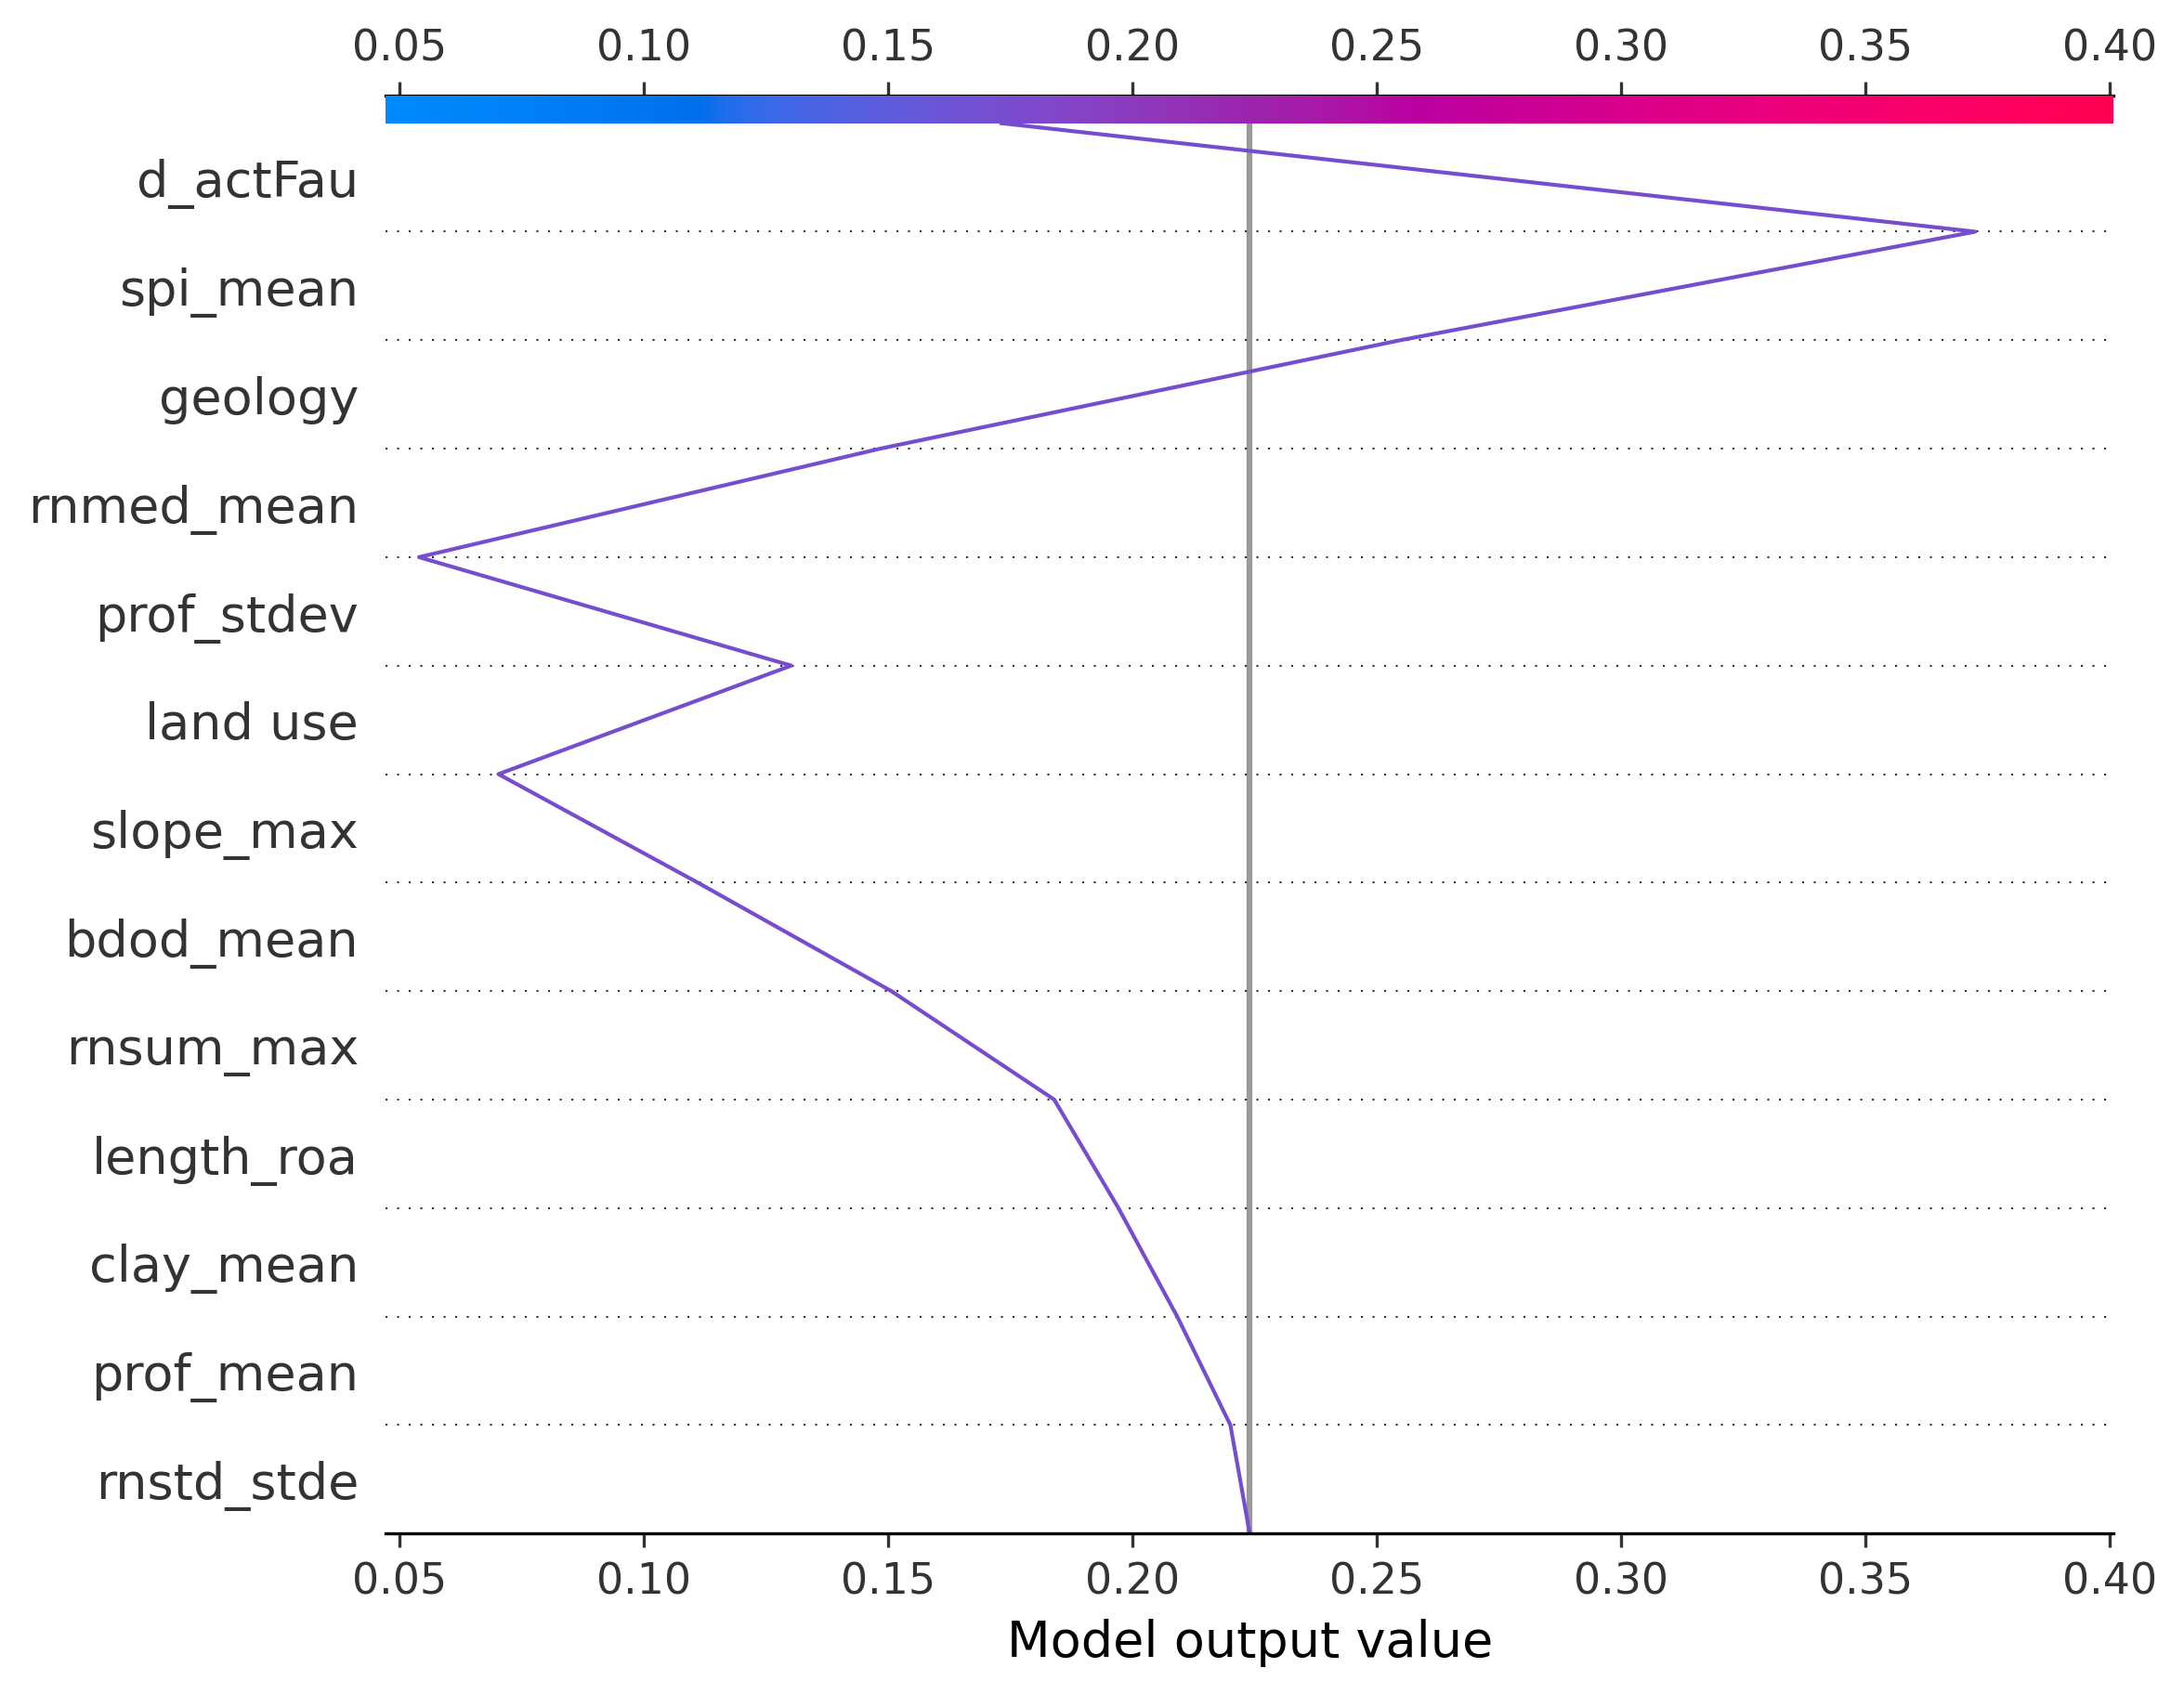 0.05 0.10 0.15 0.20 0.25 0.30 0.35 0.40
d_actFau
spi_mean
geology
rnmed_mean
prof_stdev
land use
slope_max
bdod_mean
rnsum_max
length_roa
clay_mean
prof_mean
rnstd_stde
0.05 0.10 0.15 0.20 0.25 0.30 0.35 0.40
Model output value